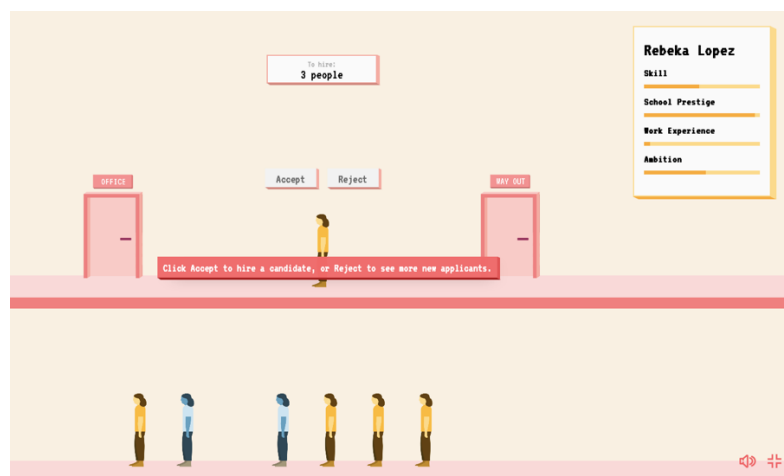 To hire:
3 people
Rebeka Lopez
Skill
School Prestige
Work Experience
Ambition
OFFICE
Accept
Reject
WAY OUT
Click Accept to hire a candidate, or Reject to see more new applicants.